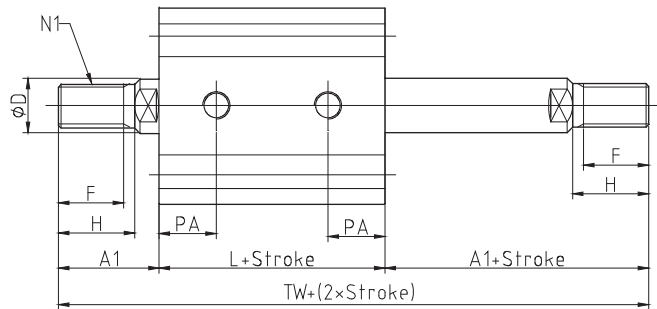 N1
ΦD
F
F
H
H
PA
PA
A1
L+Stroke
A1+Stroke
TW+(2×Stroke)